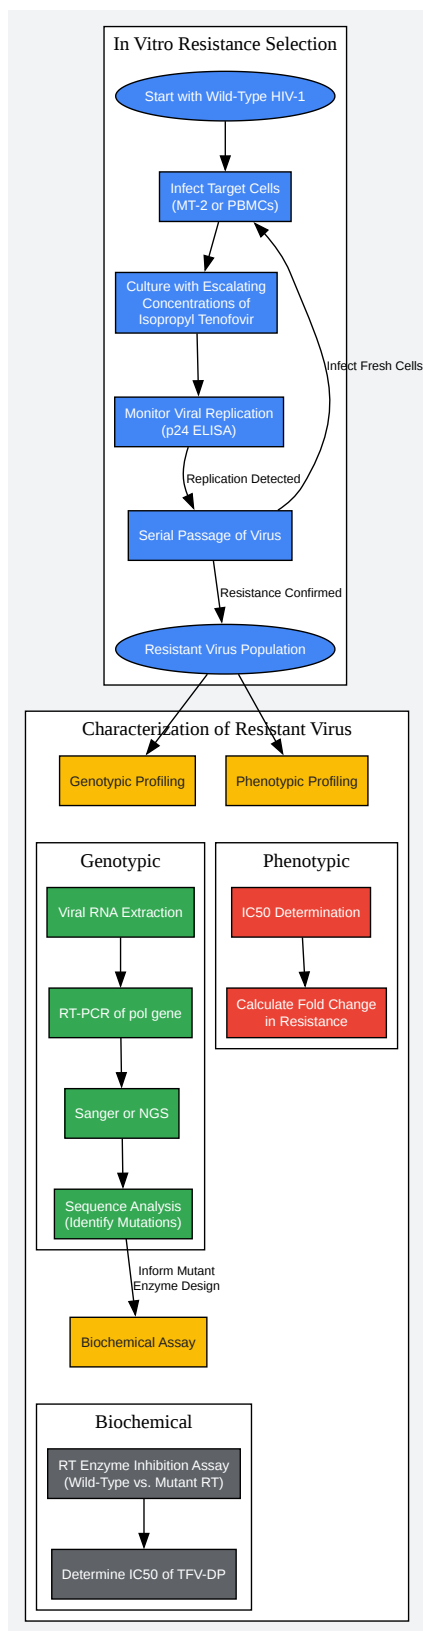 In Vitro Resistance Selection
Start with Wild-Type HIV-1
Infect Target Cells
(MT-2 or PBMCs)
Culture with Escalating
Concentrations of
Isopropyl Tenofovir
Infect Fresh Cells
Monitor Viral Replication
(p24 ELISA)
Replication Detected
Serial Passage of Virus
Resistance Confirmed
Resistant Virus Population
Characterization of Resistant Virus
Genotypic Profiling
Phenotypic Profiling
Genotypic
Viral RNA Extraction
RT-PCR of pol gene
Sanger or NGS
Sequence Analysis
(Identify Mutations)
Phenotypic
IC50 Determination
Calculate Fold Change
in Resistance
Inform Mutant
Enzyme Design
Biochemical Assay
Biochemical
RT Enzyme Inhibition Assay
(Wild-Type vs. Mutant RT)
Determine IC50 of TFV-DP